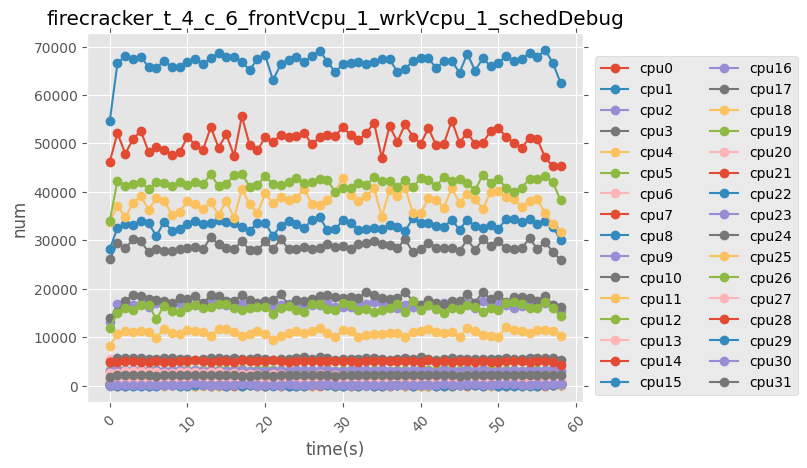 firecracker_t_4_c_6_frontVcpu_1_wrkVcpu_1_schedDebug
num
70000
60000
50000
40000
30000
20000
10000
0
0
10
20
30
40
50
60
time(s)
cpu0
cpu1
cpu2
cpu3
cpu4
cpu5
cpu6
cpu7
cpu8
cpu9
cpu10
cpu11
cpu12
cpu13
cpu14
cpu15
cpu16
cpu17
cpu18
cpu19
cpu20
cpu21
cpu22
cpu23
cpu24
cpu25
cpu26
cpu27
cpu28
cpu29
cpu30
cpu31